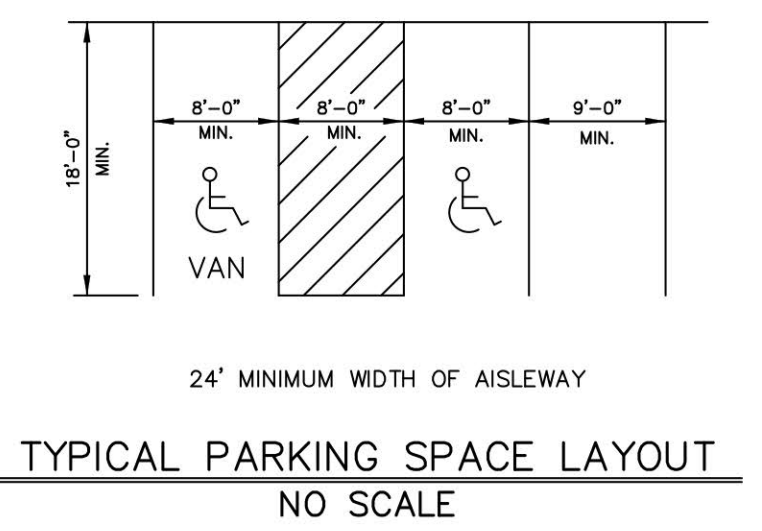 8'-0" 8'-0" 8'-0" 9'-0"
MIN. MIN. MIN. MIN.
18'-0"
MIN.
VAN
24' MINIMUM WIDTH OF AISLEWAY
TYPICAL PARKING SPACE LAYOUT
NO SCALE